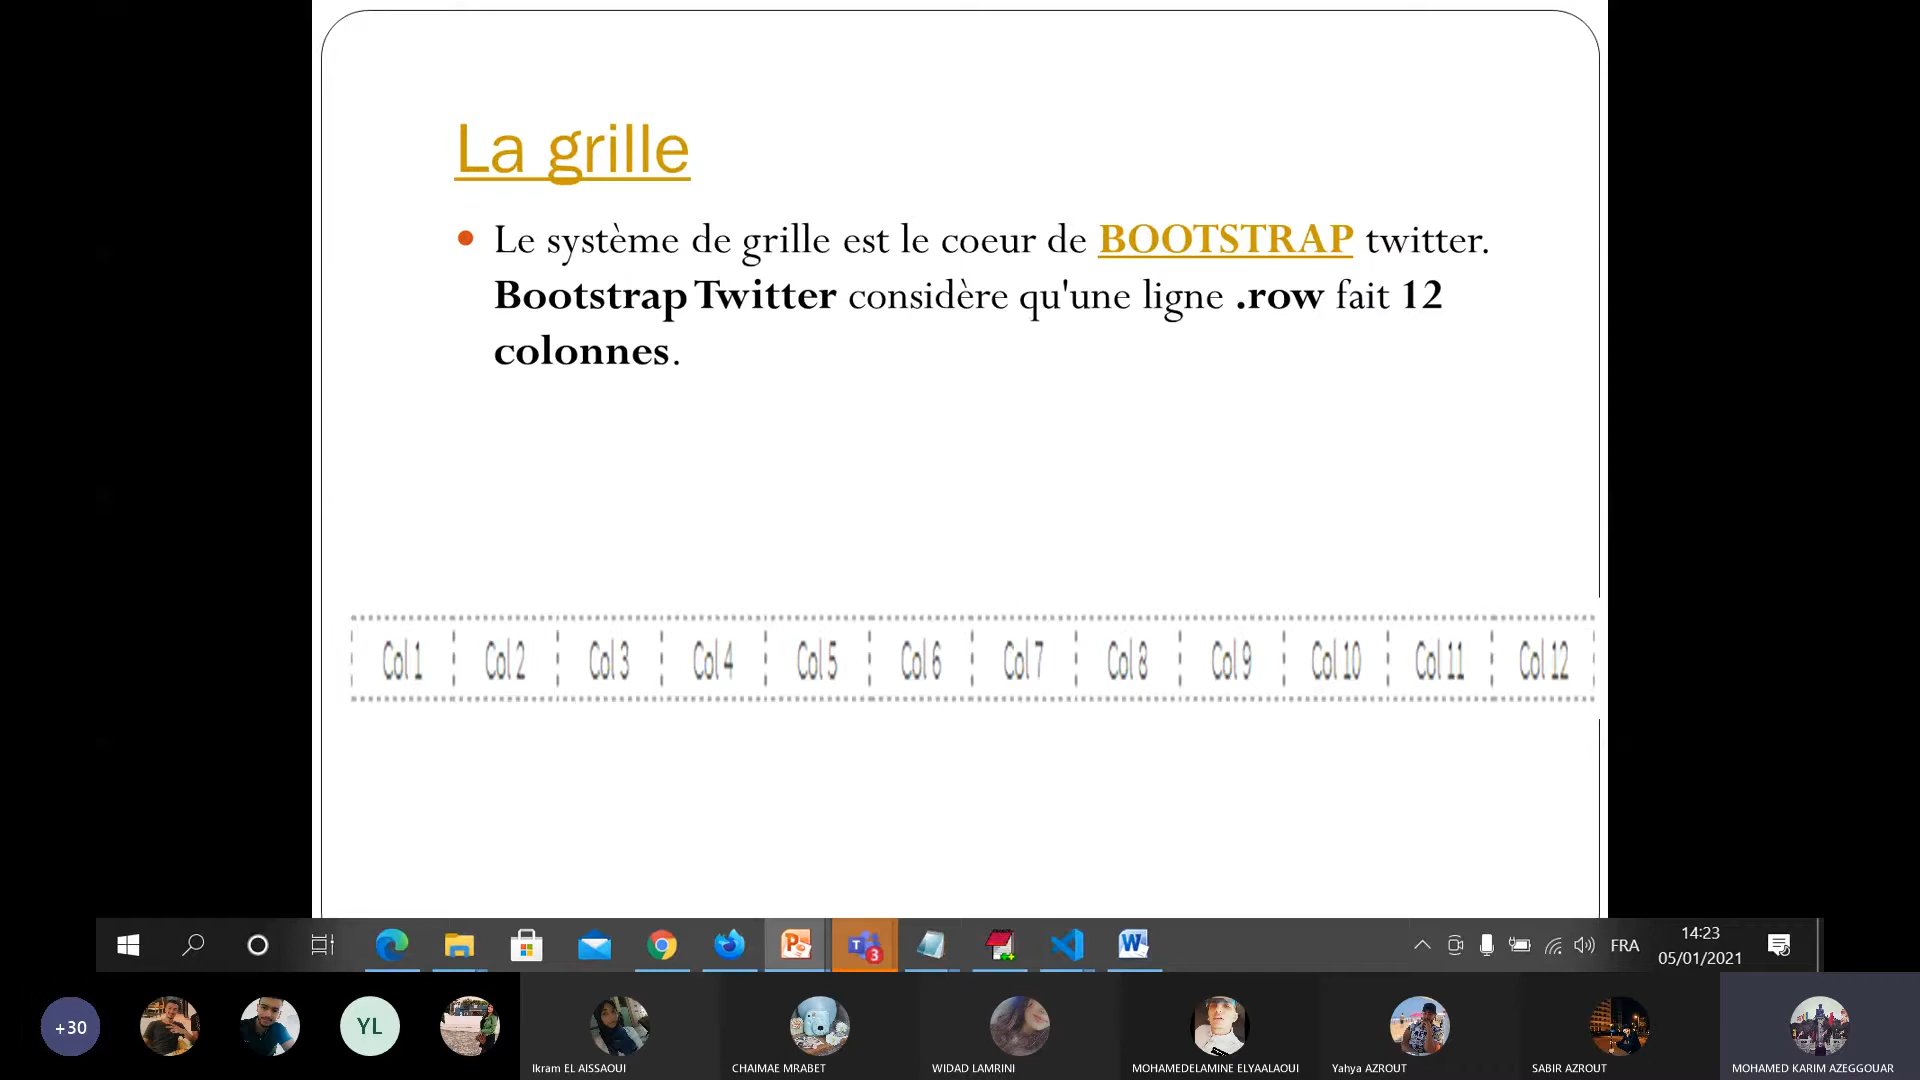 La grille
Le système de grille est le coeur de BOOTSTRAP twitter.
Bootstrap Twitter considère qu'une ligne .row fait 12
colonnes.
Col 1 Col 2 Col 3 Col 4 Col 5 Col 6 Col 7 Col 8 Col 9 Col 10 Col 11 Col 12
3
FRA
14:23
05/01/2021
+30
YL
Ikram EL AISSAOUI
CHAIMAE MRABET
WIDAD LAMRINI
MOHAMEDELAMINE ELYAALAOUI
Yahya AZROUT
SABIR AZROUT
MOHAMED KARIM AZEGGOUAR